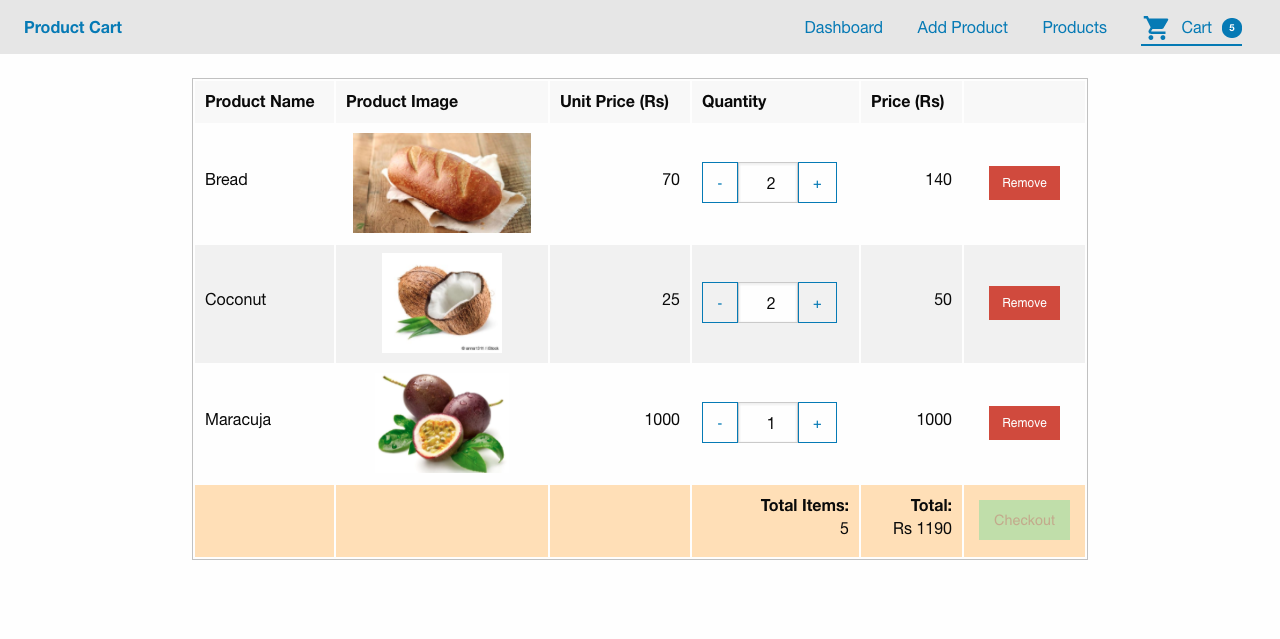 Product Cart
Dashboard
Add Product
Products
Cart 5
Product Name
Product Image
Unit Price (Rs)
Quantity
Price (Rs)
Bread
70
- 2 +
140
Remove
Coconut
25
- 2 +
50
Remove
Maracuja
1000
- 1 +
1000
Remove
Total Items:
5
Total:
Rs 1190
Checkout